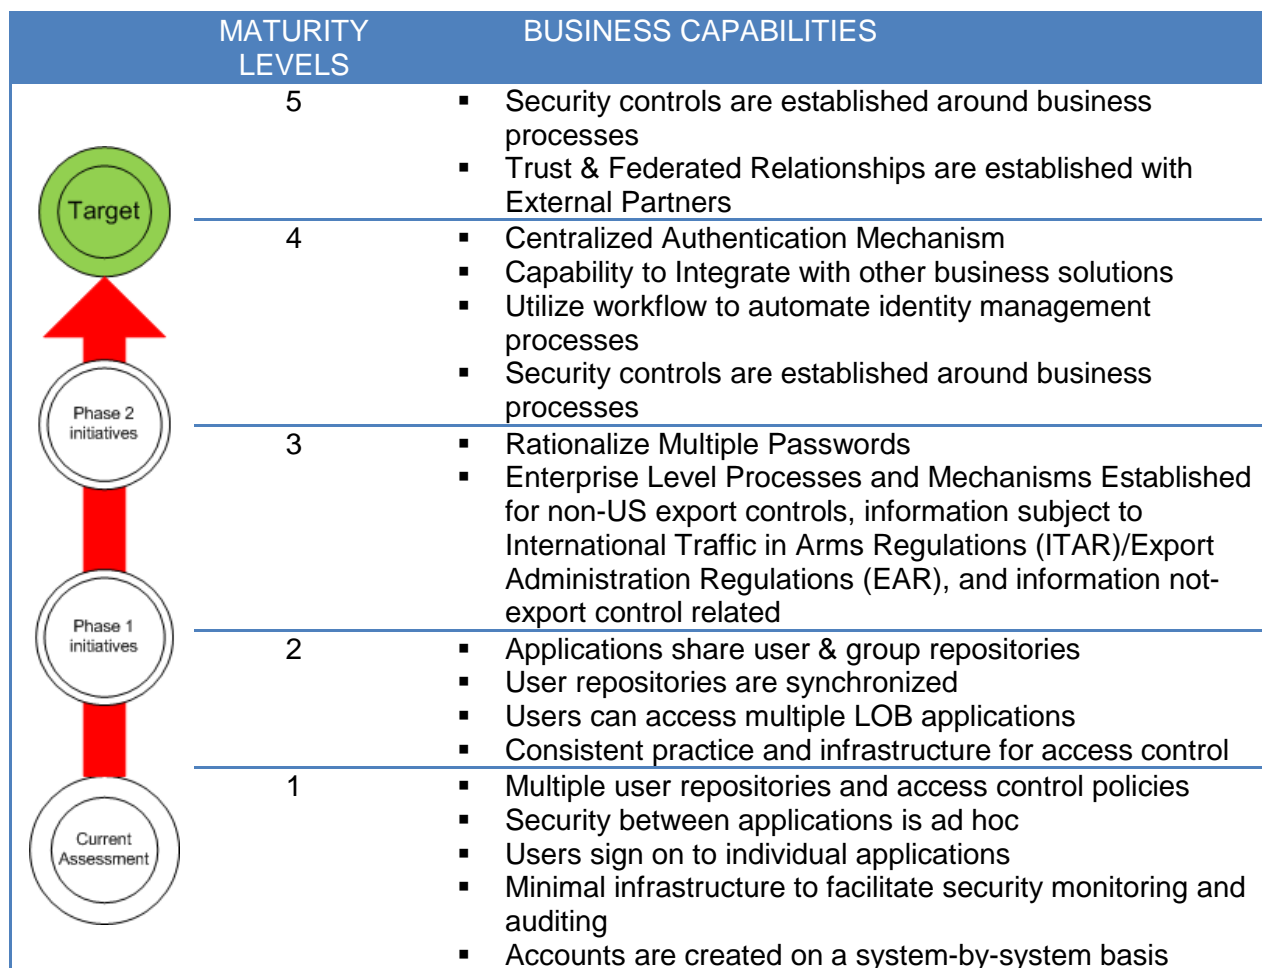 MATURITY LEVELS
BUSINESS CAPABILITIES
Target
Phase 2
initiatives
Phase 1
initiatives
Current
Assessment
5
▪ Security controls are established around business
processes
▪ Trust & Federated Relationships are established with
External Partners
4
▪ Centralized Authentication Mechanism
▪ Capability to Integrate with other business solutions
▪ Utilize workflow to automate identity management
processes
▪ Security controls are established around business
processes
3
▪ Rationalize Multiple Passwords
▪ Enterprise Level Processes and Mechanisms Established
for non-US export controls, information subject to
International Traffic in Arms Regulations (ITAR)/Export
Administration Regulations (EAR), and information not-
export control related
2
▪ Applications share user & group repositories
▪ User repositories are synchronized
▪ Users can access multiple LOB applications
▪ Consistent practice and infrastructure for access control
1
▪ Multiple user repositories and access control policies
▪ Security between applications is ad hoc
▪ Users sign on to individual applications
▪ Minimal infrastructure to facilitate security monitoring and
auditing
▪ Accounts are created on a system-by-system basis